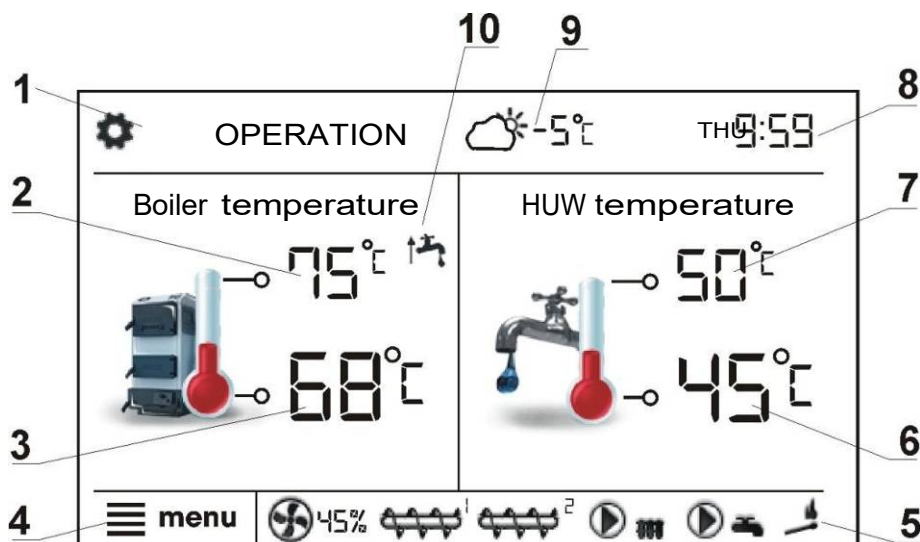 10 9
1 8
OPERATION -5°C THU 9:59
2 7
Boiler temperature HUW temperature
75°C 50°C
68°C 45°C
3 6
4 menu 45% 1 2 5